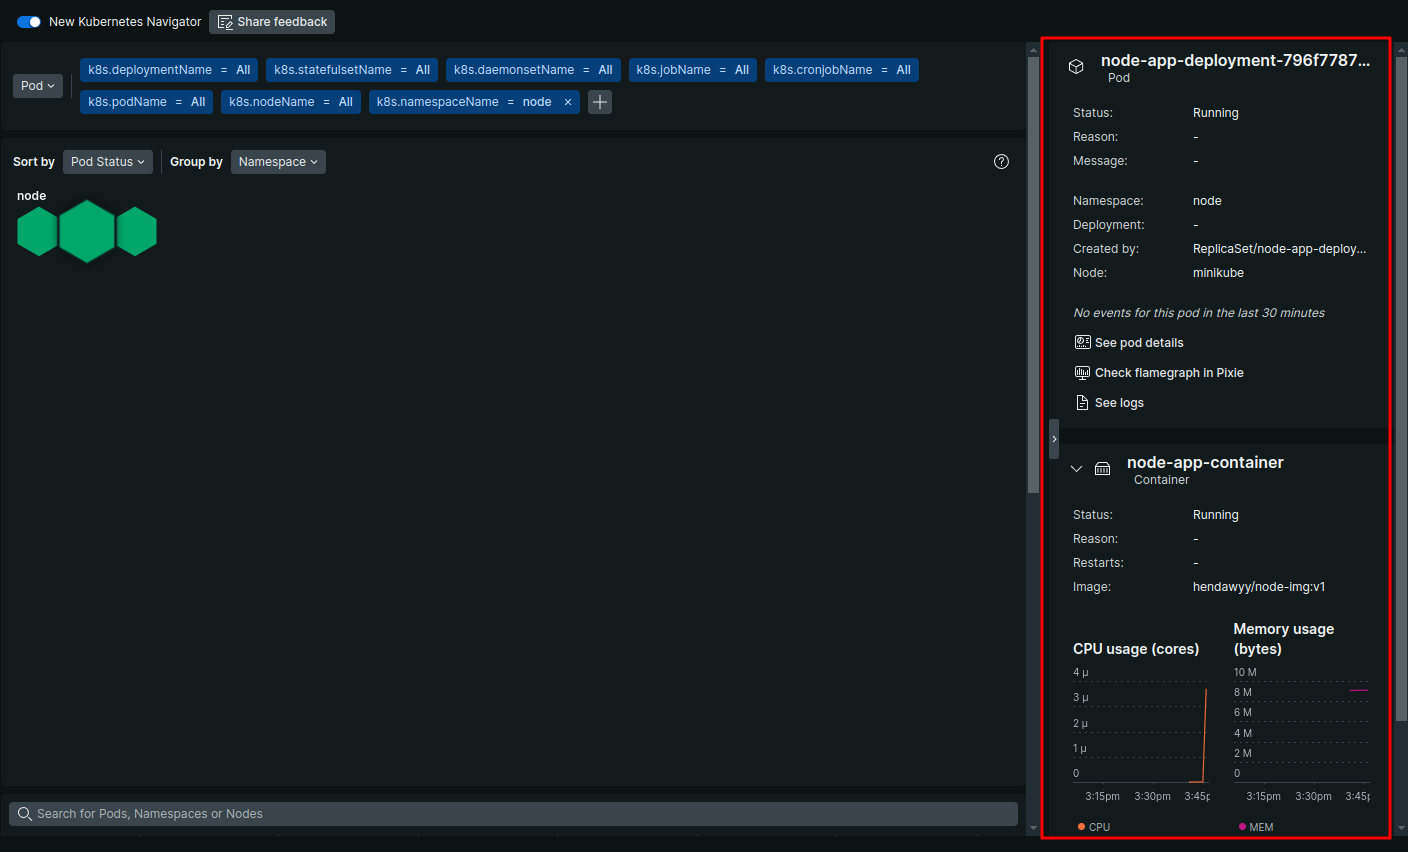 New Kubernetes Navigator Share feedback
Pod
k8s.deploymentName = All k8s.statefulsetName = All k8s.daemonsetName = All k8s.jobName = All k8s.cronjobName = All
k8s.podName = All k8s.nodeName = All k8s.namespaceName = node ×
Sort by Pod Status Group by Namespace
node
Search for Pods, Namespaces or Nodes
node-app-deployment-796f7787...
Pod
Status: Running
Reason: -
Message: -
Namespace: node
Deployment: -
Created by: ReplicaSet/node-app-deploy...
Node: minikube
No events for this pod in the last 30 minutes
See pod details
Check flamegraph in Pixie
See logs
node-app-container
Container
Status: Running
Reason: -
Restarts: -
Image: hendawyy/node-img:v1
CPU usage (cores)
4 µ
3 µ
2 µ
1 µ
0
3:15pm 3:30pm 3:45p
CPU
Memory usage
(bytes)
10 M
8 M
6 M
4 M
2 M
0
3:15pm 3:30pm 3:45p
MEM